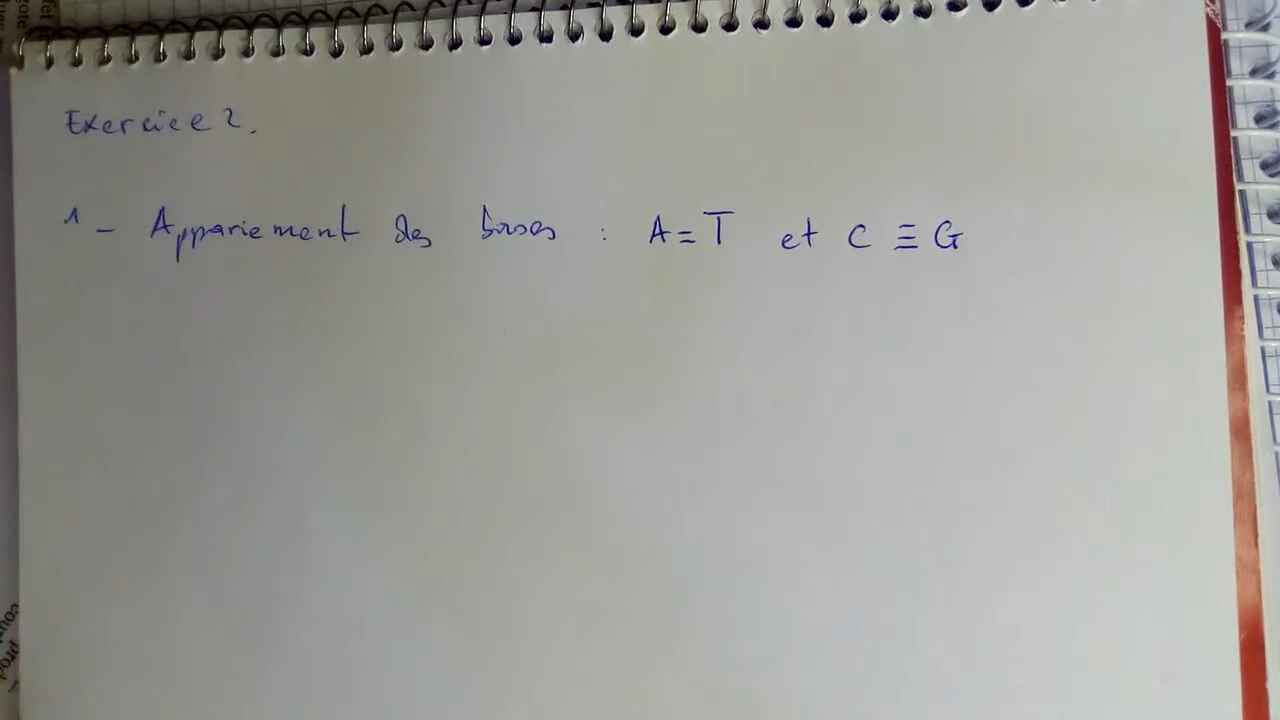 Exercice 2.
1 - Appariement des bases : A=T et C ≡ G